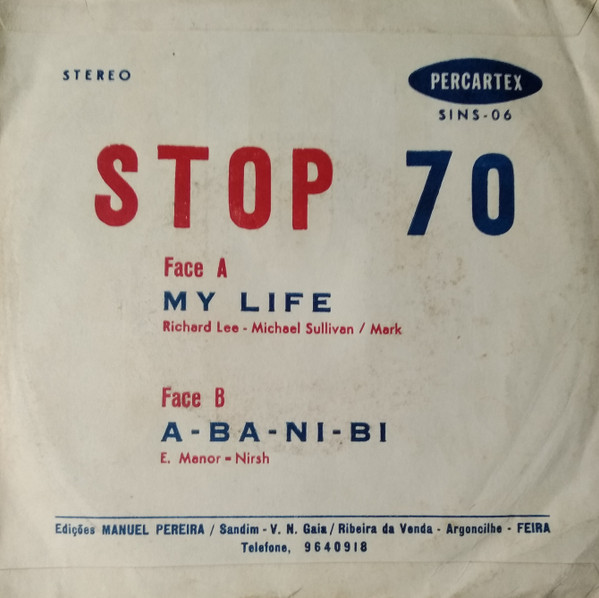 STEREO
PERCARTEX
SINS-06
STOP 70
Face A
MY LIFE
Richard Lee - Michael Sullivan / Mark
Face B
A-BA-NI-BI
E. Manor - Nirsh
Edições MANUEL PEREIRA / Sandim - V. N. Gaia / Ribeira da Venda - Argoncilhe - FEIRA
Telefone, 9640918